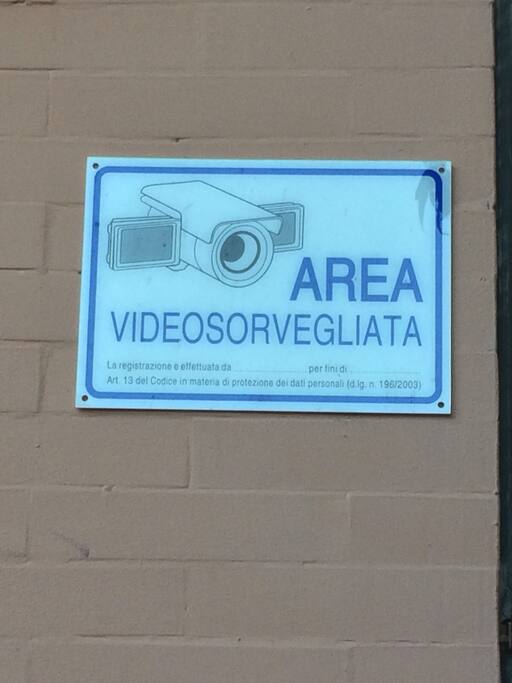 AREA
VIDEOSORVEGLIATA
La registrazione e effettuata da .................... per fini di ....................
Art. 13 del Codice in materia di protezione dei dati personali (d.lg. n. 196/2003)